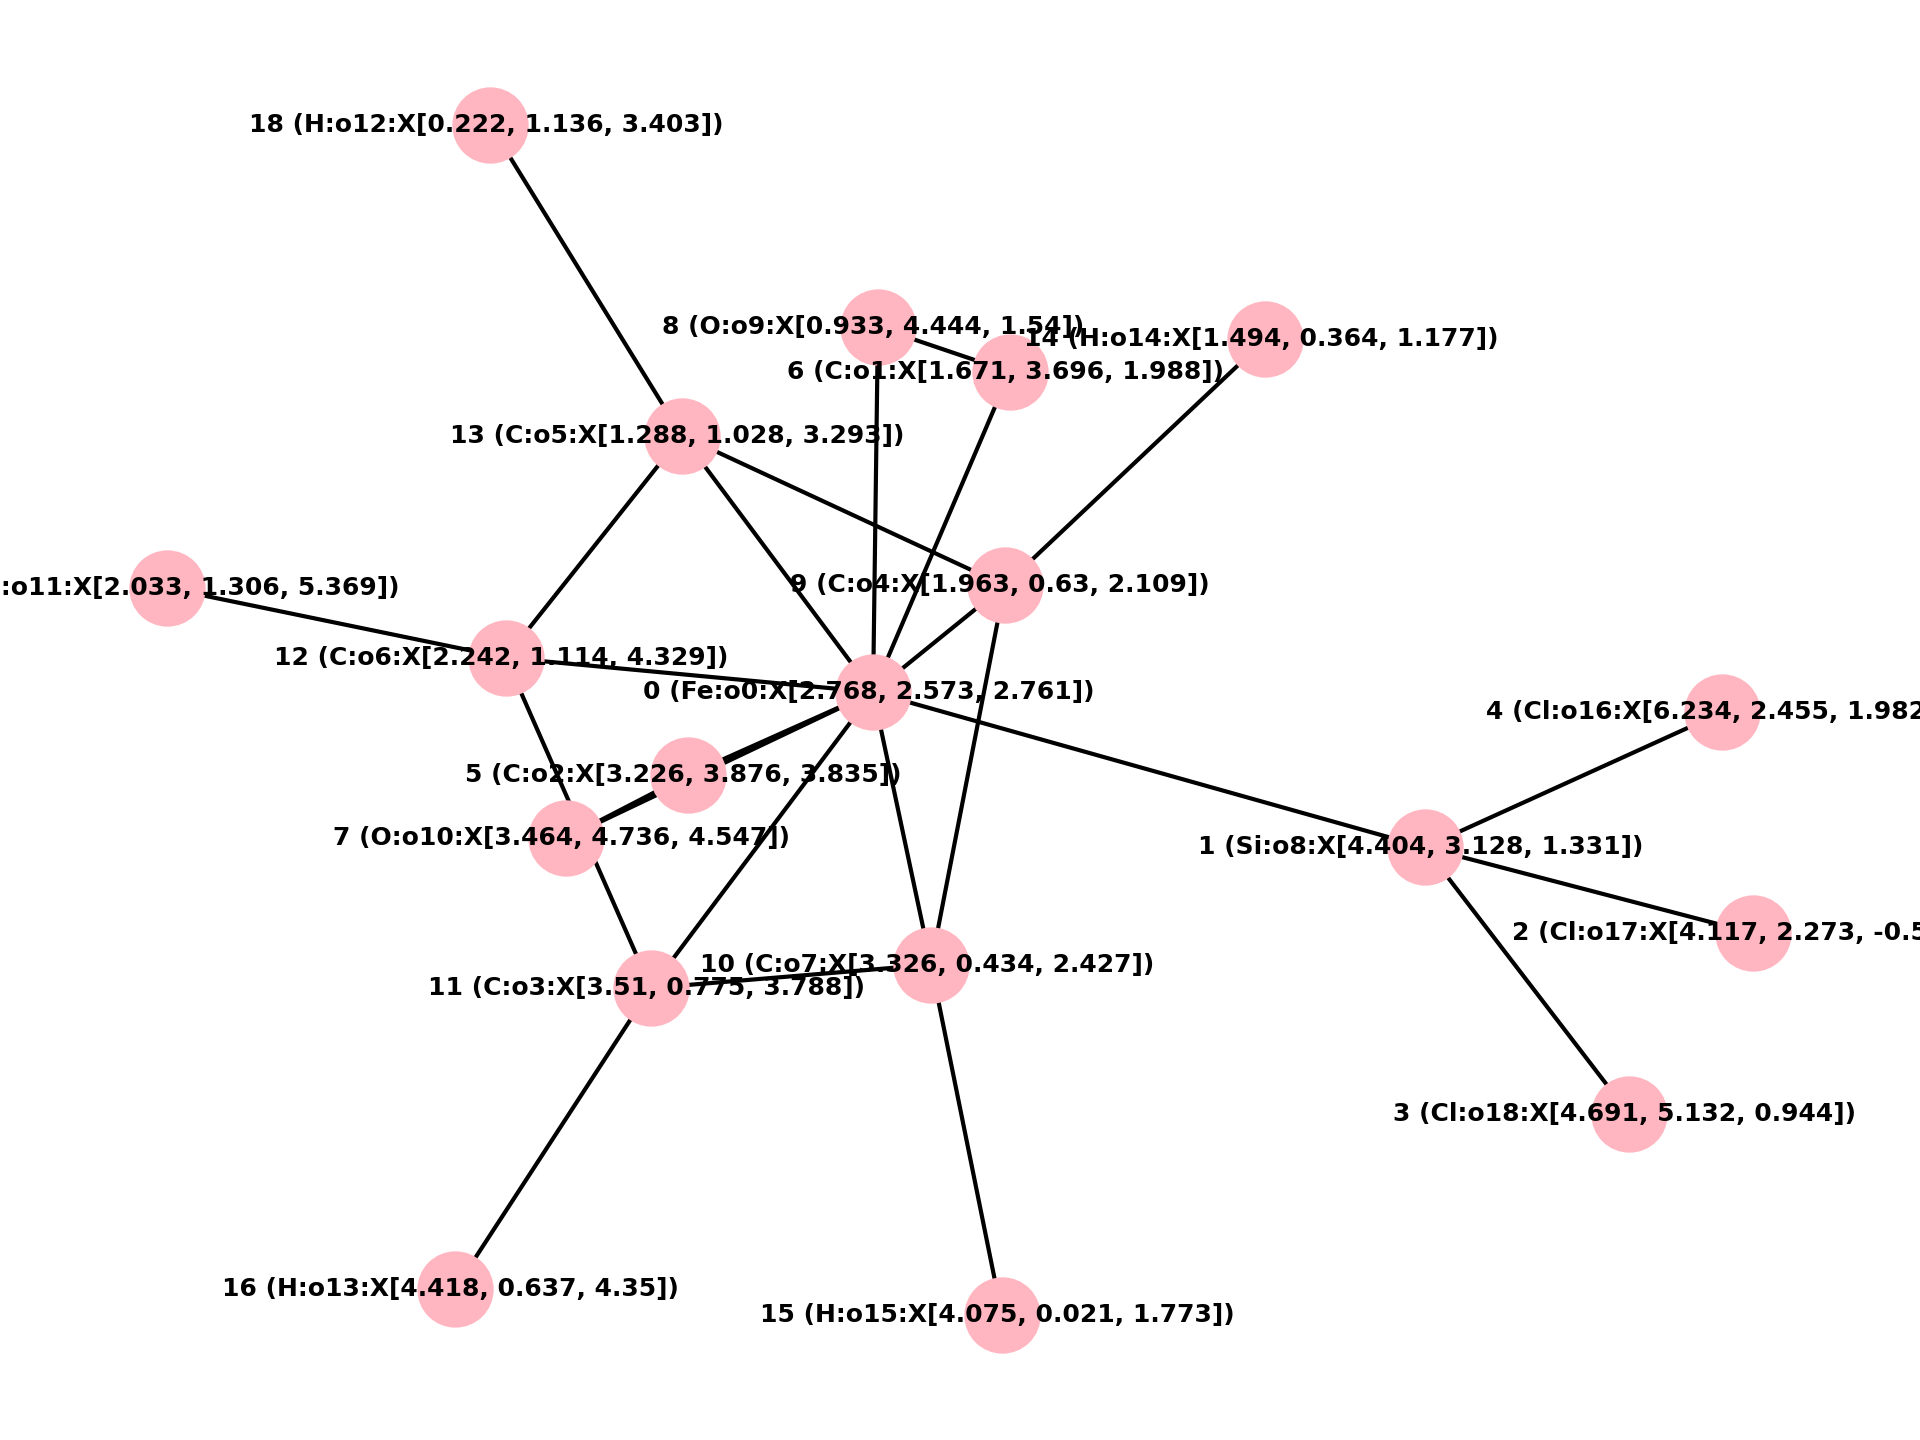 18 (H:o12:X[0.222, 1.136, 3.403])
8 (O:o9:X[0.933, 4.444, 1.54])
14 (H:o14:X[1.494, 0.364, 1.177])
6 (C:o1:X[1.671, 3.696, 1.988])
13 (C:o5:X[1.288, 1.028, 3.293])
:o11:X[2.033, 1.306, 5.369])
9 (C:o4:X[1.963, 0.63, 2.109])
12 (C:o6:X[2.242, 1.114, 4.329])
0 (Fe:o0:X[2.768, 2.573, 2.761])
4 (Cl:o16:X[6.234, 2.455, 1.982
5 (C:o2:X[3.226, 3.876, 3.835])
7 (O:o10:X[3.464, 4.736, 4.547])
1 (Si:o8:X[4.404, 3.128, 1.331])
2 (Cl:o17:X[4.117, 2.273, -0.5
10 (C:o7:X[3.326, 0.434, 2.427])
11 (C:o3:X[3.51, 0.775, 3.788])
3 (Cl:o18:X[4.691, 5.132, 0.944])
16 (H:o13:X[4.418, 0.637, 4.35])
15 (H:o15:X[4.075, 0.021, 1.773])